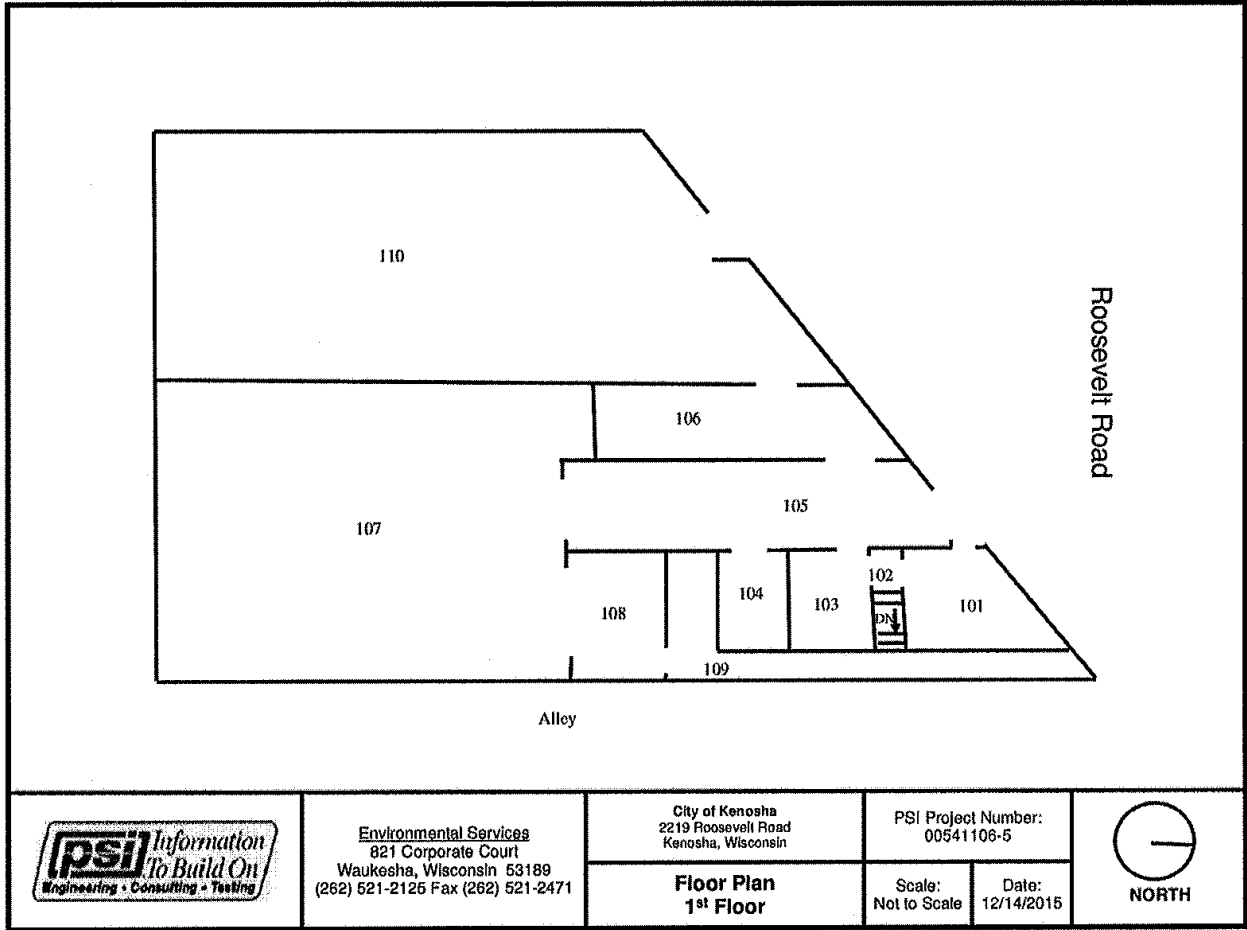 110
Roosevelt Road
106
105
107
102
104
103
101
108
DN
109
Alley
psi Information
To Build On
Engineering • Consulting • Testing
Environmental Services
821 Corporate Court
Waukesha, Wisconsin 53189
(262) 521-2125 Fax (262) 521-2471
City of Kenosha
2219 Roosevelt Road
Kenosha, Wisconsin
Floor Plan
1st Floor
PSI Project Number:
00541106-5
Scale:
Not to Scale
Date:
12/14/2015
NORTH